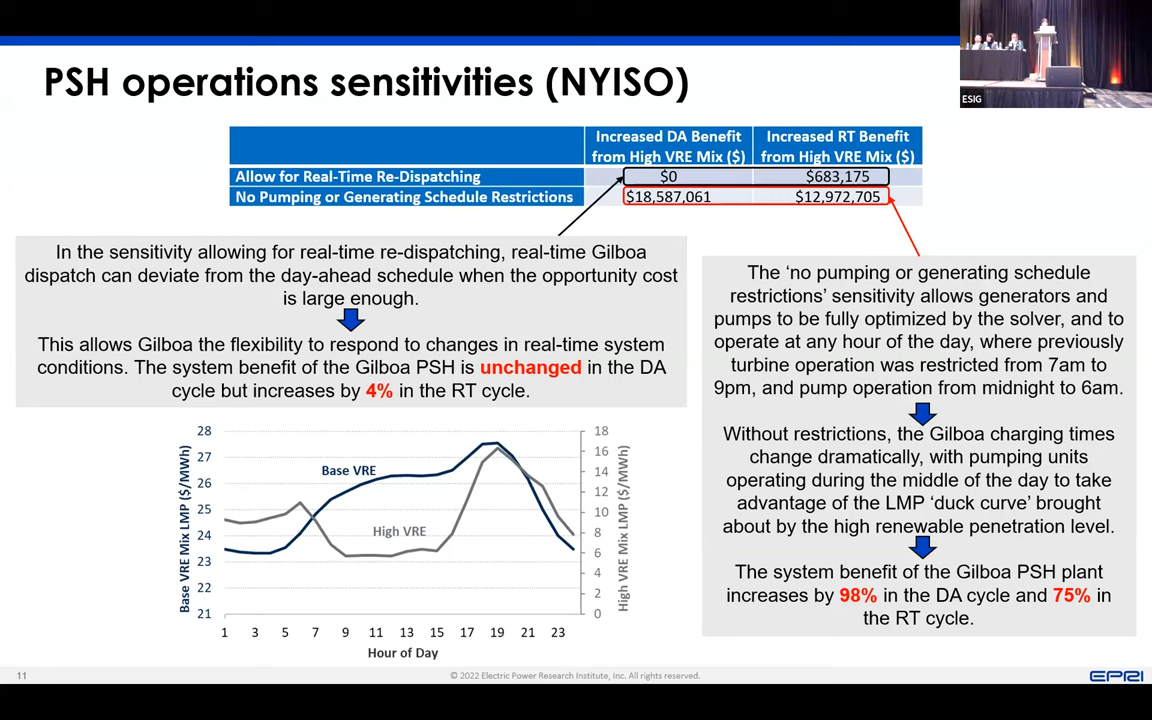 ESIG
PSH operations sensitivities (NYISO)
Increased DA Benefit
from High VRE Mix ($)
Increased RT Benefit
from High VRE Mix ($)
Allow for Real-Time Re-Dispatching $0 $683,175
No Pumping or Generating Schedule Restrictions $18,587,061 $12,972,705
In the sensitivity allowing for real-time re-dispatching, real-time Gilboa
dispatch can deviate from the day-ahead schedule when the opportunity cost
is large enough.
This allows Gilboa the flexibility to respond to changes in real-time system
conditions. The system benefit of the Gilboa PSH is unchanged in the DA
cycle but increases by 4% in the RT cycle.
The ‘no pumping or generating schedule
restrictions’ sensitivity allows generators and
pumps to be fully optimized by the solver, and to
operate at any hour of the day, where previously
turbine operation was restricted from 7am to
9pm, and pump operation from midnight to 6am.
Without restrictions, the Gilboa charging times
change dramatically, with pumping units
operating during the middle of the day to take
advantage of the LMP ‘duck curve’ brought
about by the high renewable penetration level.
The system benefit of the Gilboa PSH plant
increases by 98% in the DA cycle and 75% in
the RT cycle.
Base VRE Mix LMP ($/MWh)
28
27
26
25
24
23
22
21
Base VRE
High VRE
18
16
14
12
10
8
6
4
2
0
High VRE Mix LMP ($/MWh)
1 3 5 7 9 11 13 15 17 19 21 23
Hour of Day
11
© 2022 Electric Power Research Institute, Inc. All rights reserved.
EPRI